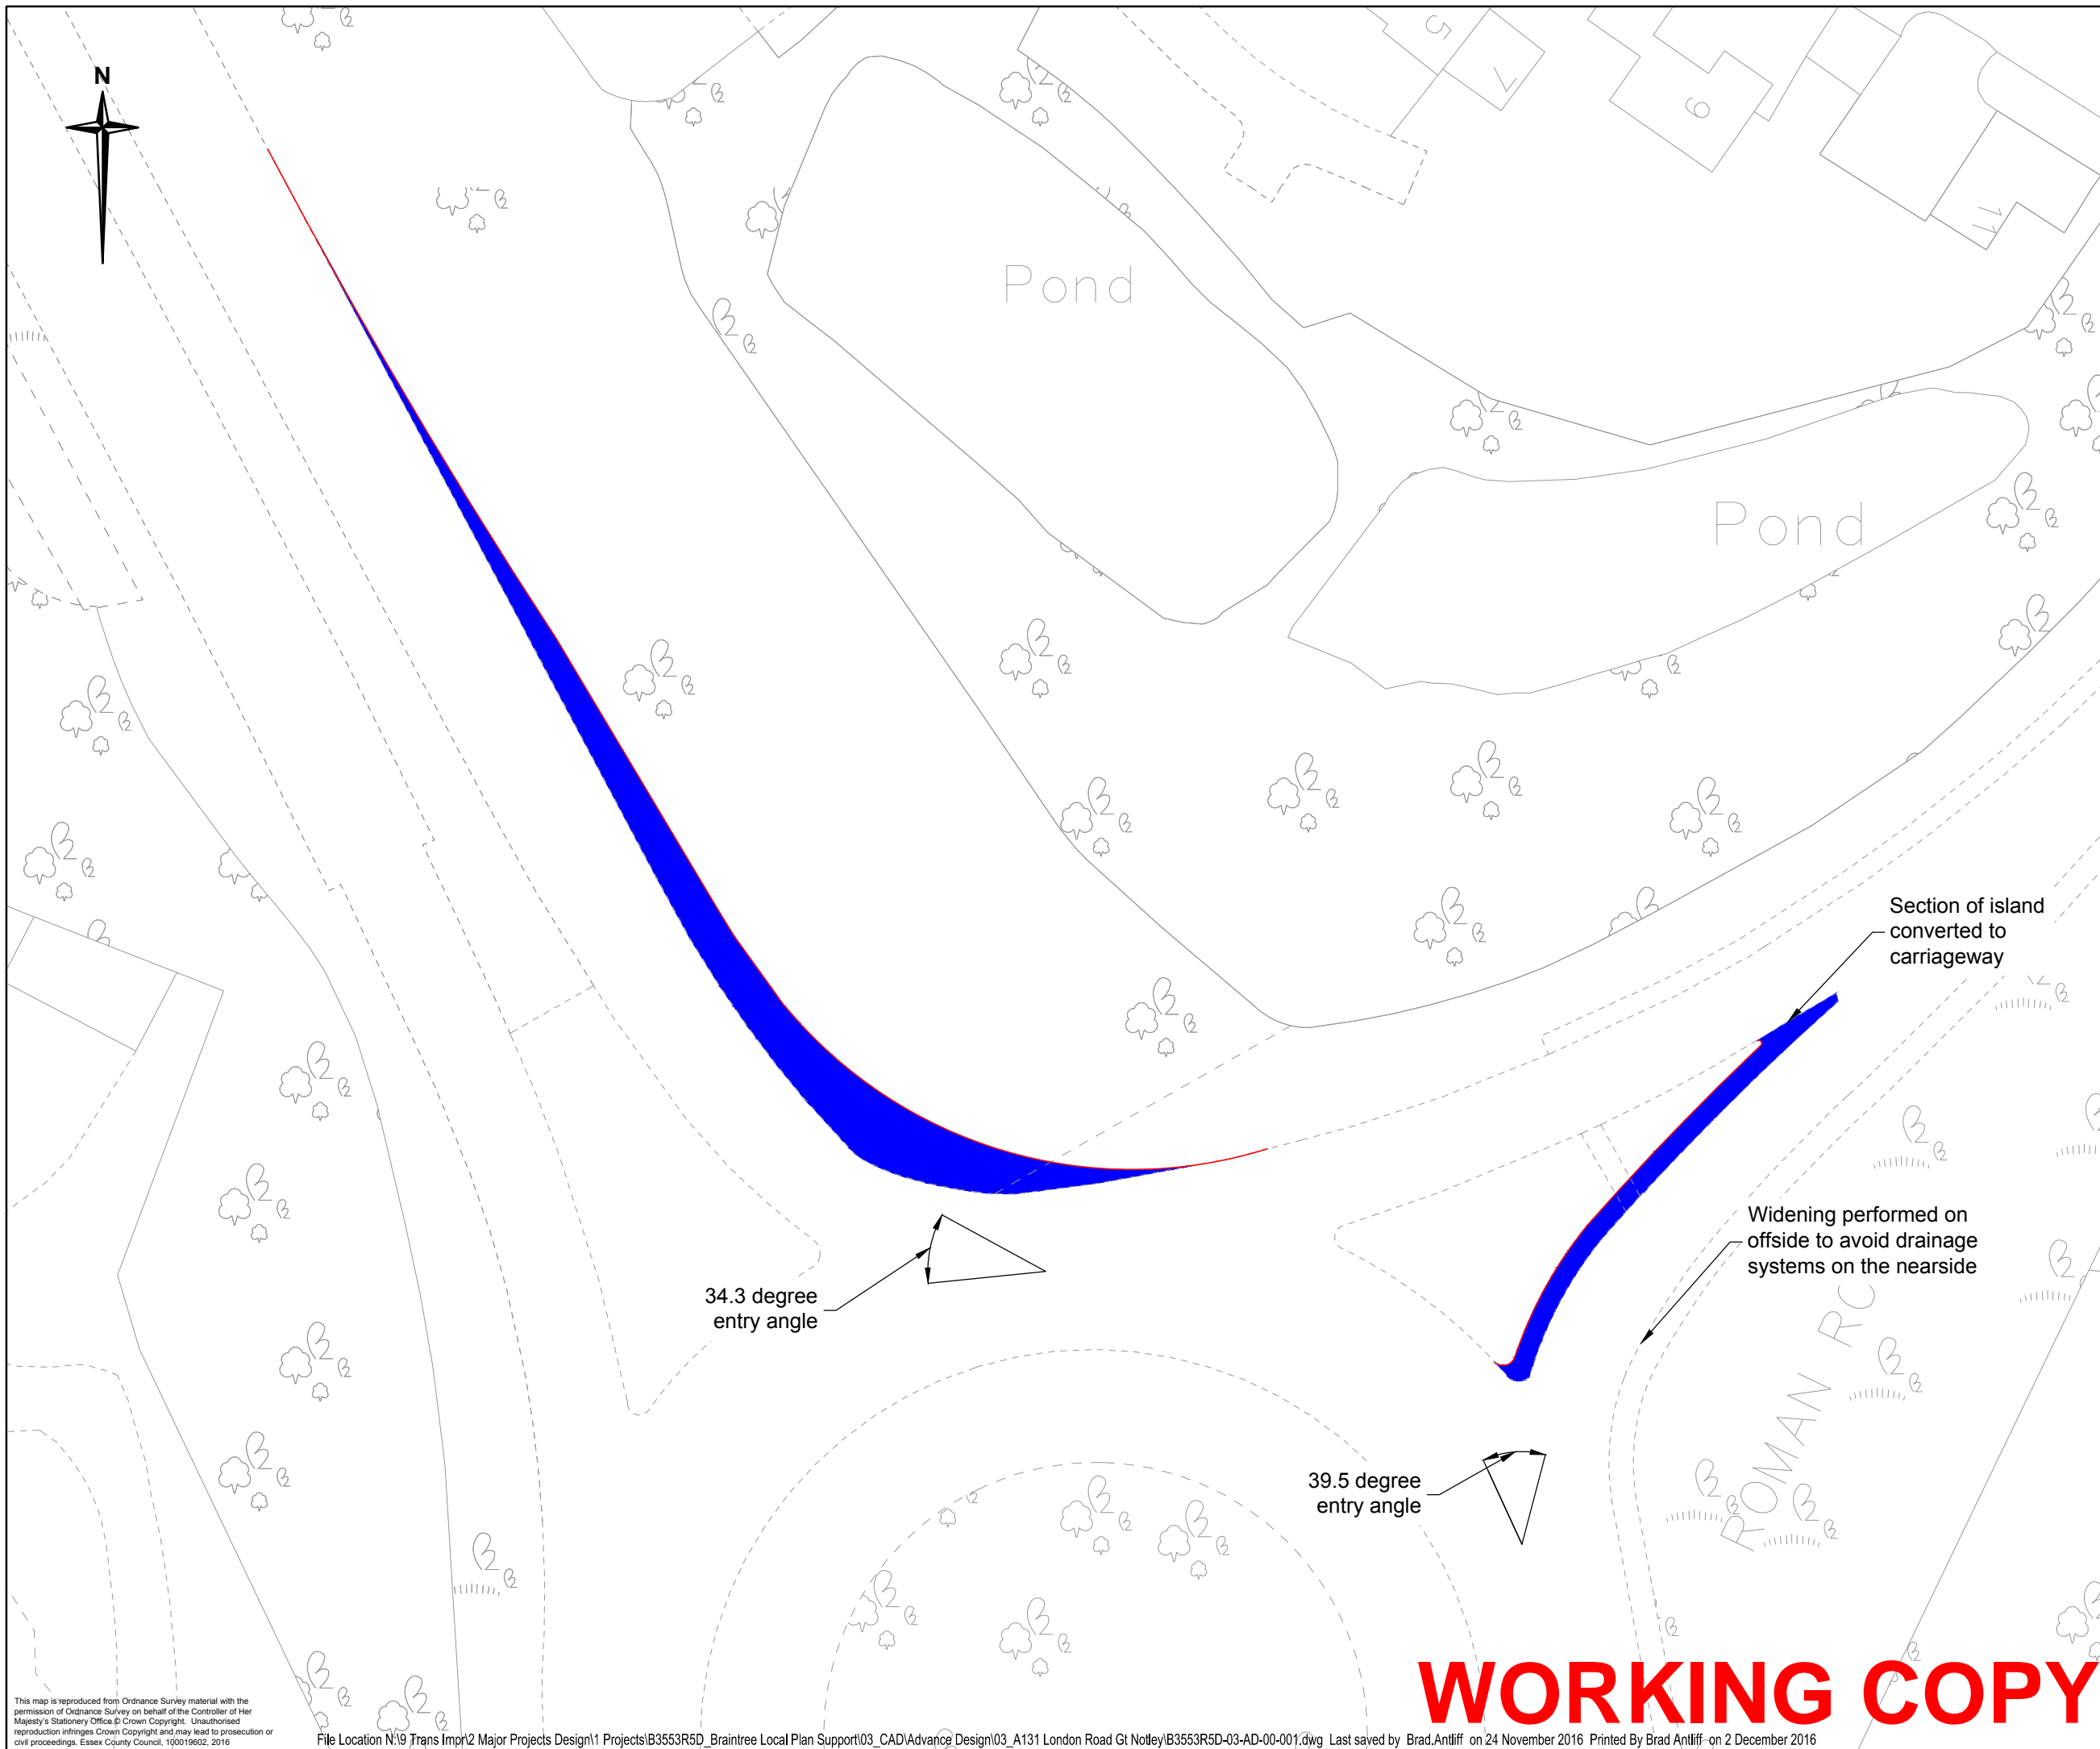 N
5
7
9
11
Pond
Pond
Section of island
converted to
carriageway
Widening performed on
offside to avoid drainage
systems on the nearside
34.3 degree
entry angle
39.5 degree
entry angle
ROMAN RO
WORKING COPY
This map is reproduced from Ordnance Survey material with the
permission of Ordnance Survey on behalf of the Controller of Her
Majesty's Stationery Office © Crown Copyright. Unauthorised
reproduction infringes Crown Copyright and may lead to prosecution or
civil proceedings. Essex County Council, 100019602, 2016
File Location N:\9 Trans Impr\2 Major Projects Design\1 Projects\B3553R5D_Braintree Local Plan Support\03_CAD\Advance Design\03_A131 London Road Gt Notley\B3553R5D-03-AD-00-001.dwg Last saved by Brad.Antliff on 24 November 2016 Printed By Brad Antliff on 2 December 2016